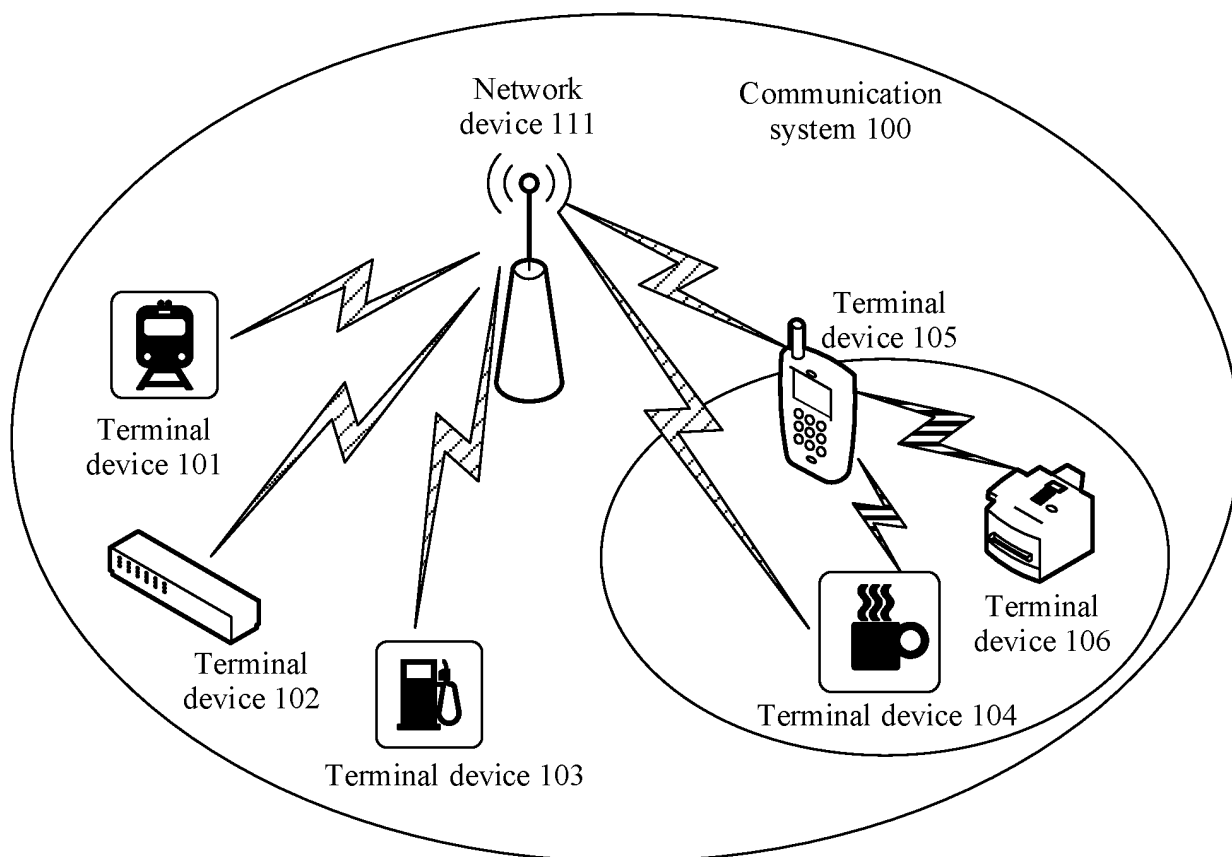 Network
device 111
Communication
system 100
Terminal
device 105
Terminal
device 101
Terminal
device 106
Terminal
device 102
Terminal device 104
Terminal device 103